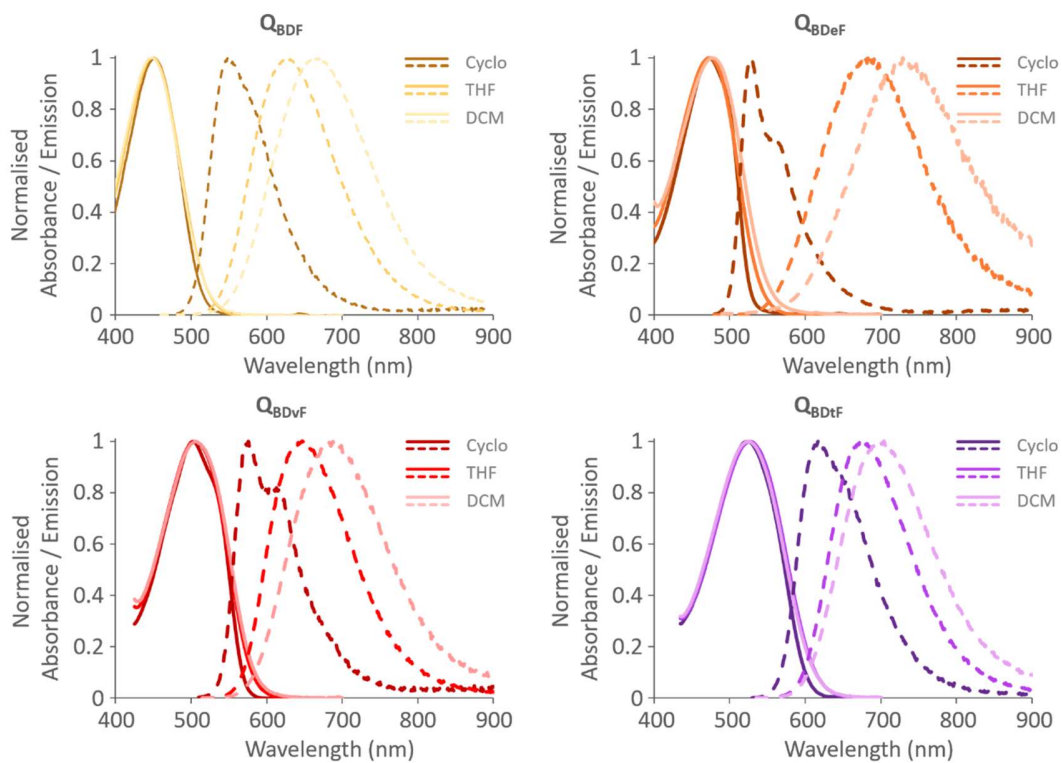 Q_BDF
Normalised
Absorbance / Emission
1
0.8
0.6
0.4
0.2
0
400 500 600 700 800 900
Wavelength (nm)
Cyclo
THF
DCM
Q_BDeF
Normalised
Absorbance / Emission
1
0.8
0.6
0.4
0.2
0
400 500 600 700 800 900
Wavelength (nm)
Cyclo
THF
DCM
Q_BDvF
Normalised
Absorbance / Emission
1
0.8
0.6
0.4
0.2
0
400 500 600 700 800 900
Wavelength (nm)
Cyclo
THF
DCM
Q_BDtF
Normalised
Absorbance / Emission
1
0.8
0.6
0.4
0.2
0
400 500 600 700 800 900
Wavelength (nm)
Cyclo
THF
DCM